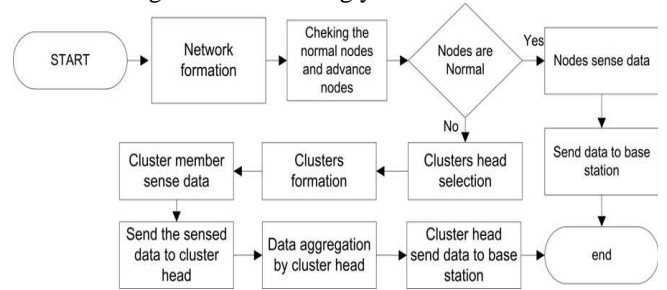 START
Network
formation
Cheking the
normal nodes
and advance
nodes
Nodes are
Normal
Yes
Nodes sense data
No
Cluster member
sense data
Clusters
formation
Clusters head
selection
Send data to base
station
Send the sensed
data to cluster
head
Data aggregation
by cluster head
Cluster head
send data to base
station
end